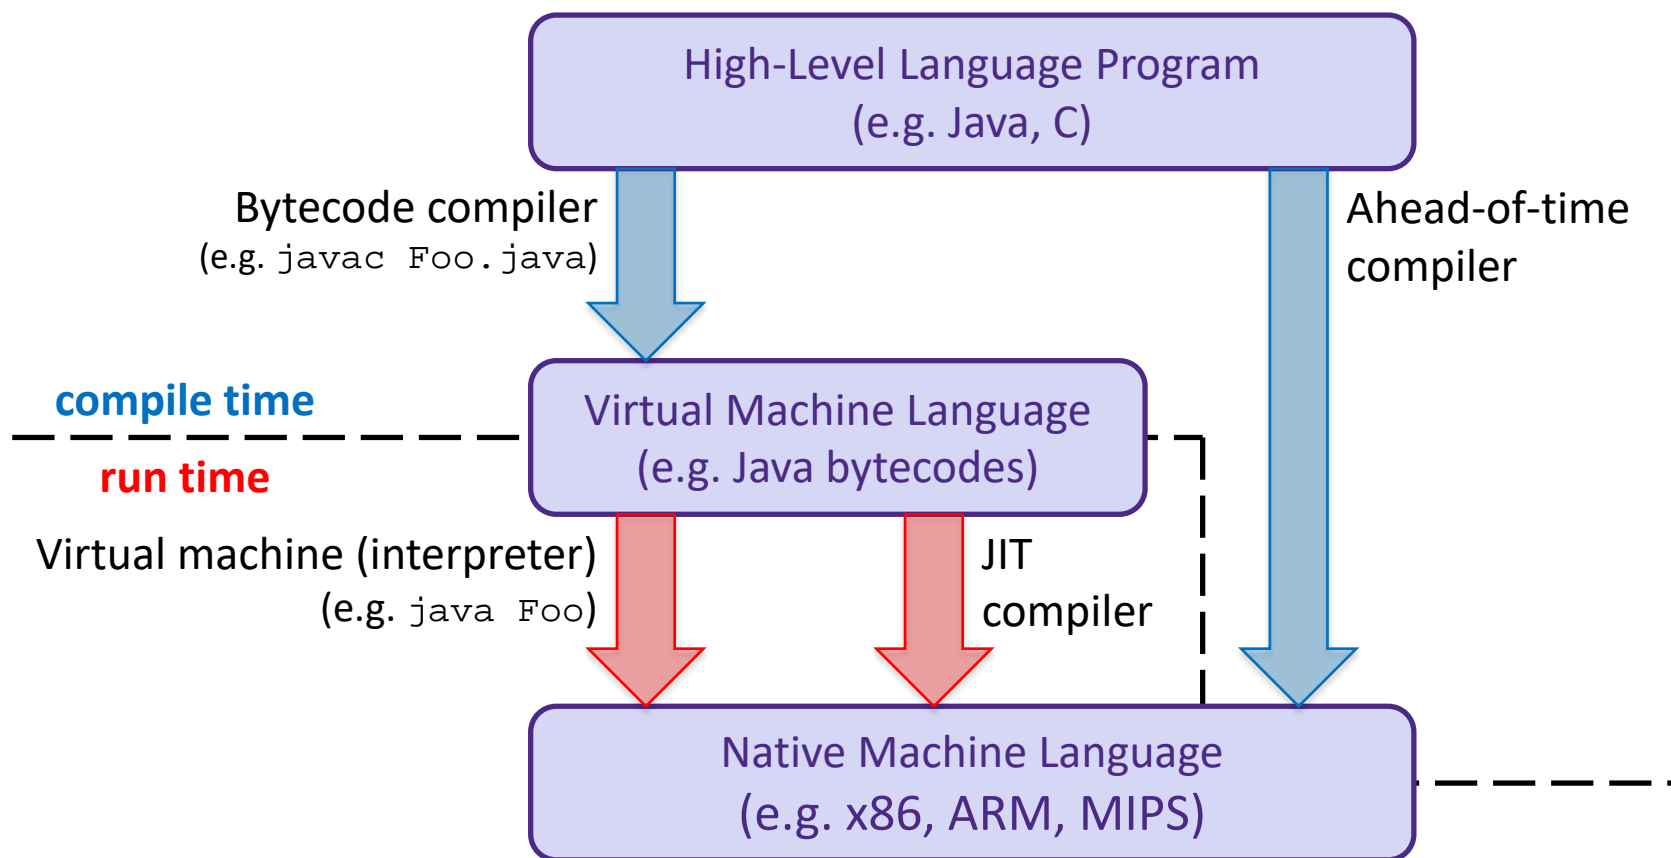 High-Level Language Program
(e.g. Java, C)
Bytecode compiler
(e.g. javac Foo.java)
Ahead-of-time
compiler
compile time
run time
Virtual Machine Language
(e.g. Java bytecodes)
Virtual machine (interpreter)
(e.g. java Foo)
JIT
compiler
Native Machine Language
(e.g. x86, ARM, MIPS)